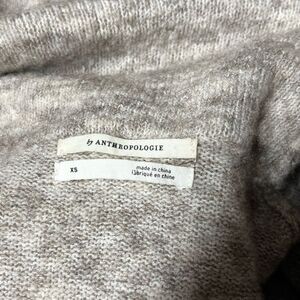 by ANTHROPOLOGIE
XS
made in china
fabriqué en chine